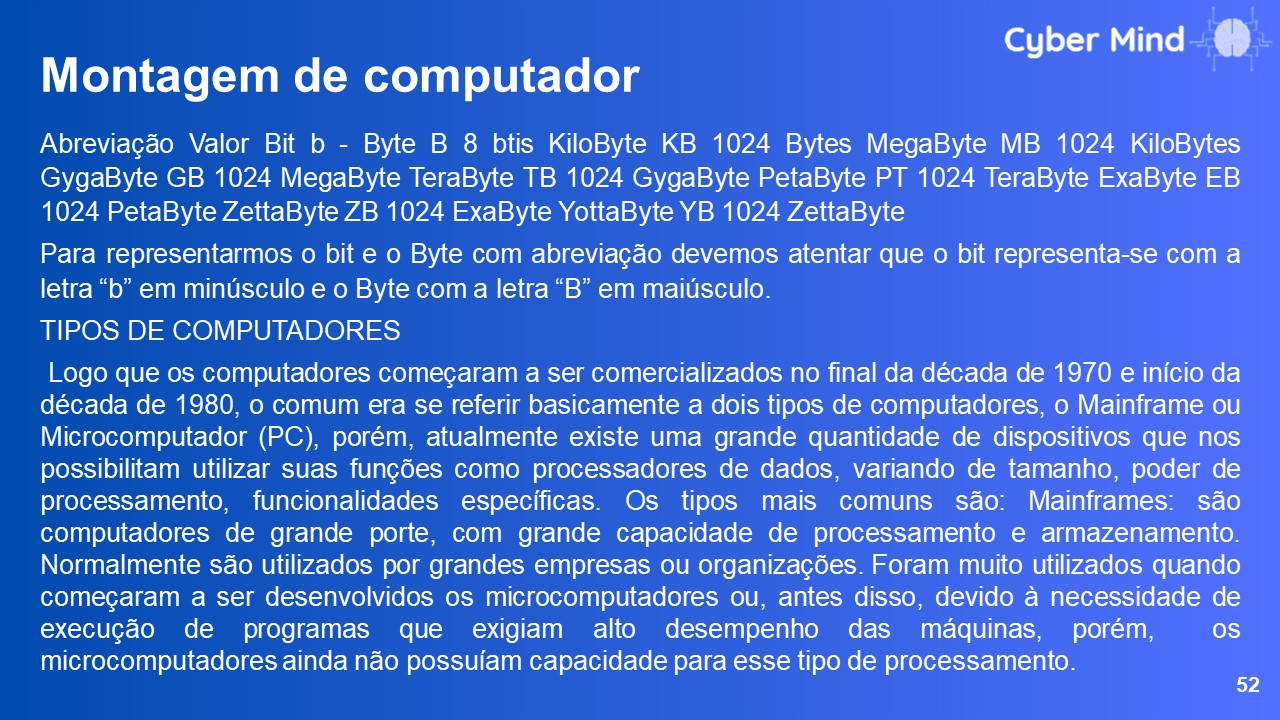 Cyber Mind
Montagem de computador
Abreviação Valor Bit b - Byte B 8 btis KiloByte KB 1024 Bytes MegaByte MB 1024 KiloBytes
GygaByte GB 1024 MegaByte TeraByte TB 1024 GygaByte PetaByte PT 1024 TeraByte ExaByte EB
1024 PetaByte ZettaByte ZB 1024 ExaByte YottaByte YB 1024 ZettaByte
Para representarmos o bit e o Byte com abreviação devemos atentar que o bit representa-se com a
letra “b” em minúsculo e o Byte com a letra “B” em maiúsculo.
TIPOS DE COMPUTADORES
Logo que os computadores começaram a ser comercializados no final da década de 1970 e início da
década de 1980, o comum era se referir basicamente a dois tipos de computadores, o Mainframe ou
Microcomputador (PC), porém, atualmente existe uma grande quantidade de dispositivos que nos
possibilitam utilizar suas funções como processadores de dados, variando de tamanho, poder de
processamento, funcionalidades específicas. Os tipos mais comuns são: Mainframes: são
computadores de grande porte, com grande capacidade de processamento e armazenamento.
Normalmente são utilizados por grandes empresas ou organizações. Foram muito utilizados quando
começaram a ser desenvolvidos os microcomputadores ou, antes disso, devido à necessidade de
execução de programas que exigiam alto desempenho das máquinas, porém, os
microcomputadores ainda não possuíam capacidade para esse tipo de processamento.
52